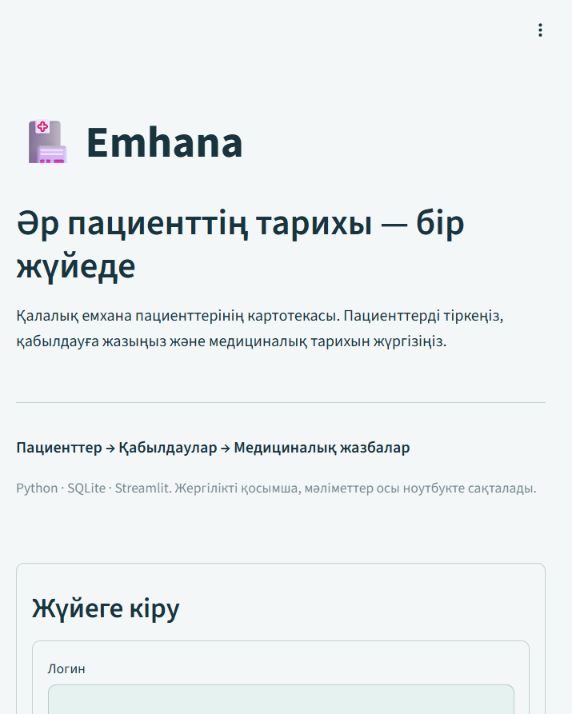 Emhana
Әр пациенттің тарихы — бір
жүйеде
Қалалық емхана пациенттерінің картотекасы. Пациенттерді тіркеңіз,
қабылдауға жазыңыз және медициналық тарихын жүргізіңіз.
Пациенттер → Қабылдаулар → Медициналық жазбалар
Python · SQLite · Streamlit. Жергілікті қосымша, мәліметтер осы ноутбукте сақталады.
Жүйеге кіру
Логин